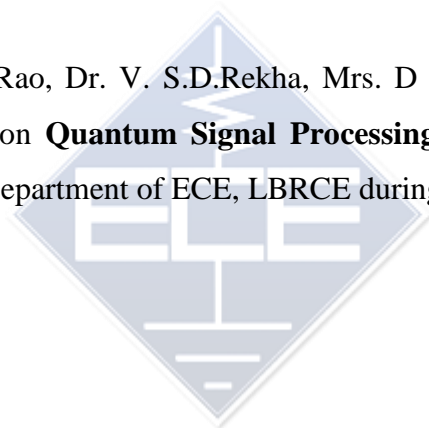 Rao, Dr. V. S.D.Rekha, Mrs. D
on Quantum Signal Processing
epartment of ECE, LBRCE during
ECE